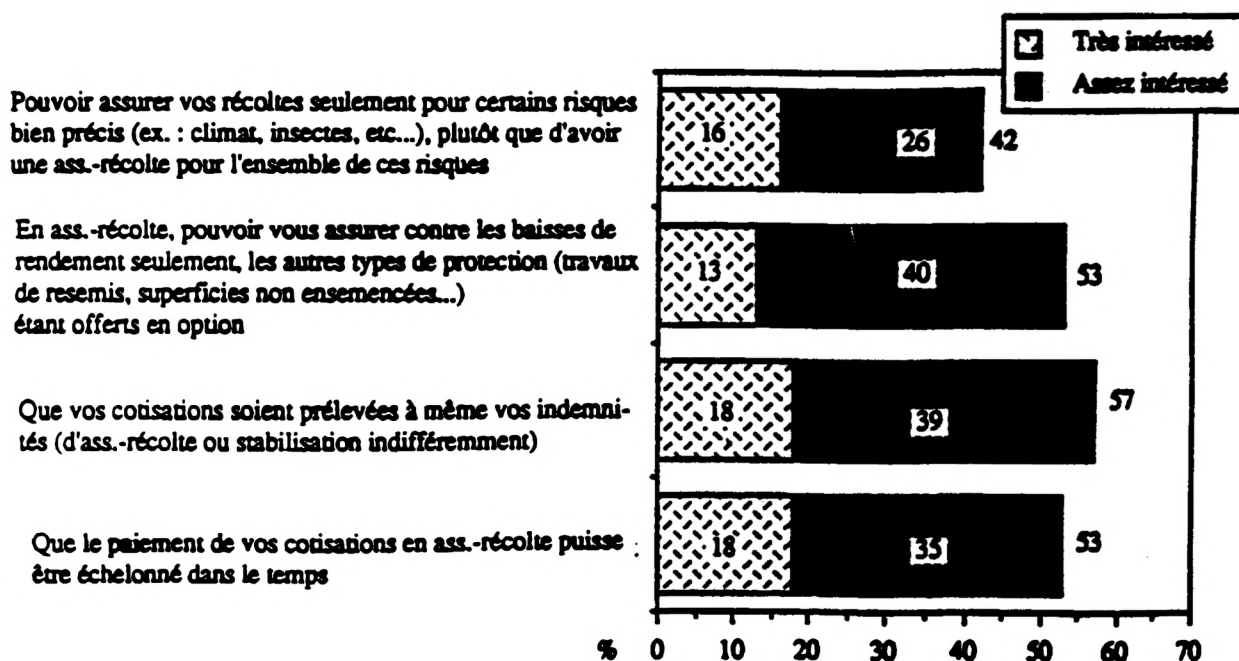 Très intéressé
Assez intéressé
Pouvoir assurer vos récoltes seulement pour certains risques
bien précis (ex. : climat, insectes, etc...), plutôt que d'avoir
une ass.-récolte pour l'ensemble de ces risques
16 26 42
En ass.-récolte, pouvoir vous assurer contre les baisses de
rendement seulement, les autres types de protection (travaux
de resemis, superficies non ensemencées...)
étant offerts en option
13 40 53
Que vos cotisations soient prélevées à même vos indemni-
tés (d'ass.-récolte ou stabilisation indifféremment)
18 39 57
Que le paiement de vos cotisations en ass.-récolte puisse
être échelonné dans le temps
18 35 53
% 0 10 20 30 40 50 60 70